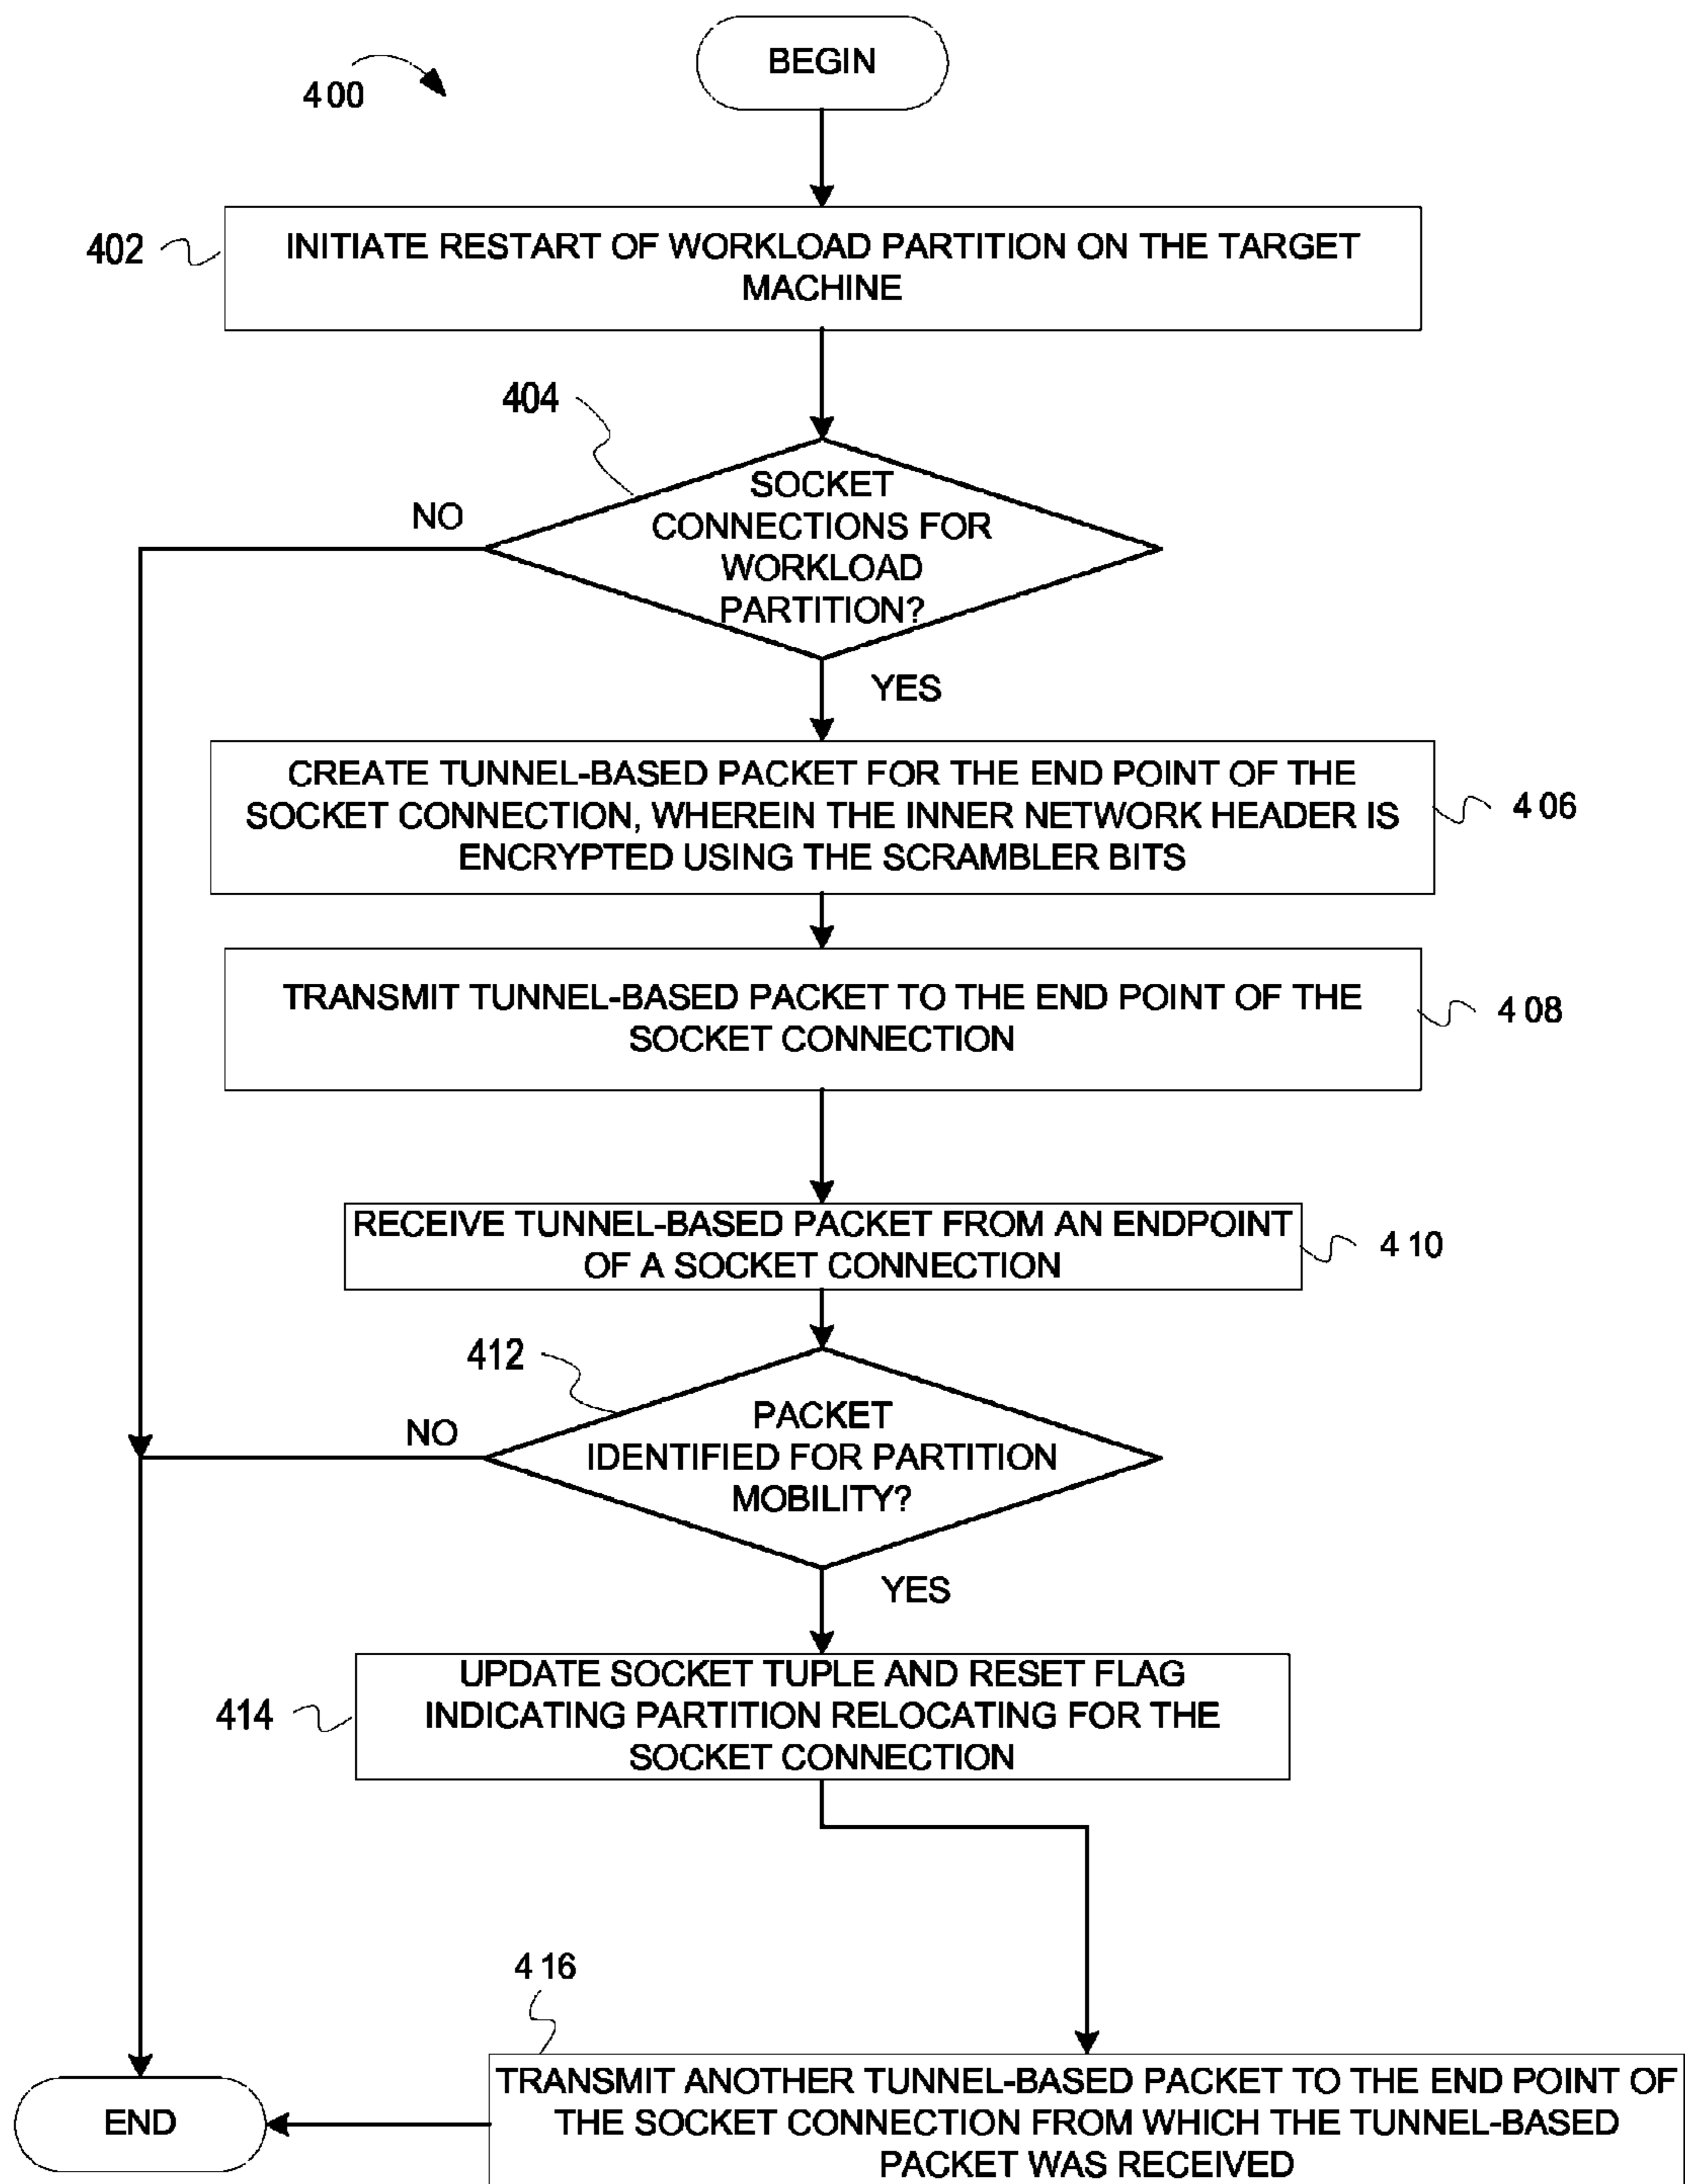 BEGIN
400
402
INITIATE RESTART OF WORKLOAD PARTITION ON THE TARGET
MACHINE
404
SOCKET
CONNECTIONS FOR
WORKLOAD
PARTITION?
NO
YES
CREATE TUNNEL-BASED PACKET FOR THE END POINT OF THE
SOCKET CONNECTION, WHEREIN THE INNER NETWORK HEADER IS
ENCRYPTED USING THE SCRAMBLER BITS
406
TRANSMIT TUNNEL-BASED PACKET TO THE END POINT OF THE
SOCKET CONNECTION
408
RECEIVE TUNNEL-BASED PACKET FROM AN ENDPOINT
OF A SOCKET CONNECTION
410
412
PACKET
IDENTIFIED FOR PARTITION
MOBILITY?
NO
YES
414
UPDATE SOCKET TUPLE AND RESET FLAG
INDICATING PARTITION RELOCATING FOR THE
SOCKET CONNECTION
416
TRANSMIT ANOTHER TUNNEL-BASED PACKET TO THE END POINT OF
THE SOCKET CONNECTION FROM WHICH THE TUNNEL-BASED
PACKET WAS RECEIVED
END